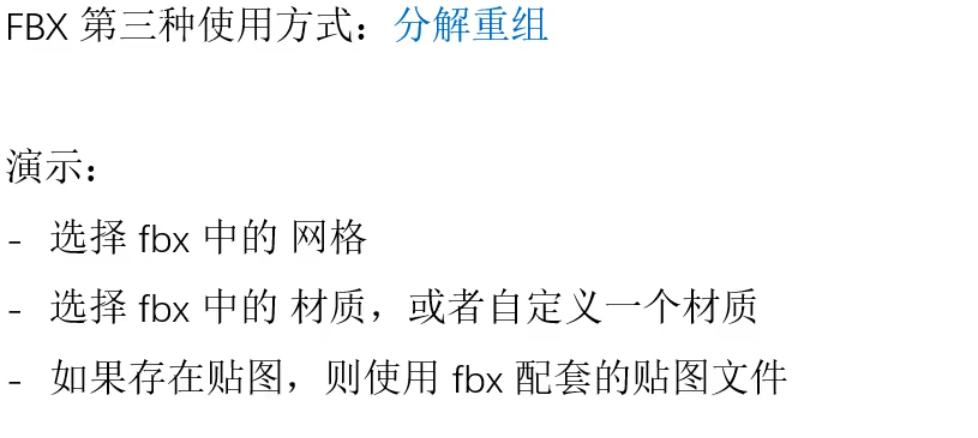 FBX 第三种使用方式：分解重组
演示：
- 选择 fbx 中的 网格
- 选择 fbx 中的 材质，或者自定义一个材质
- 如果存在贴图，则使用 fbx 配套的贴图文件